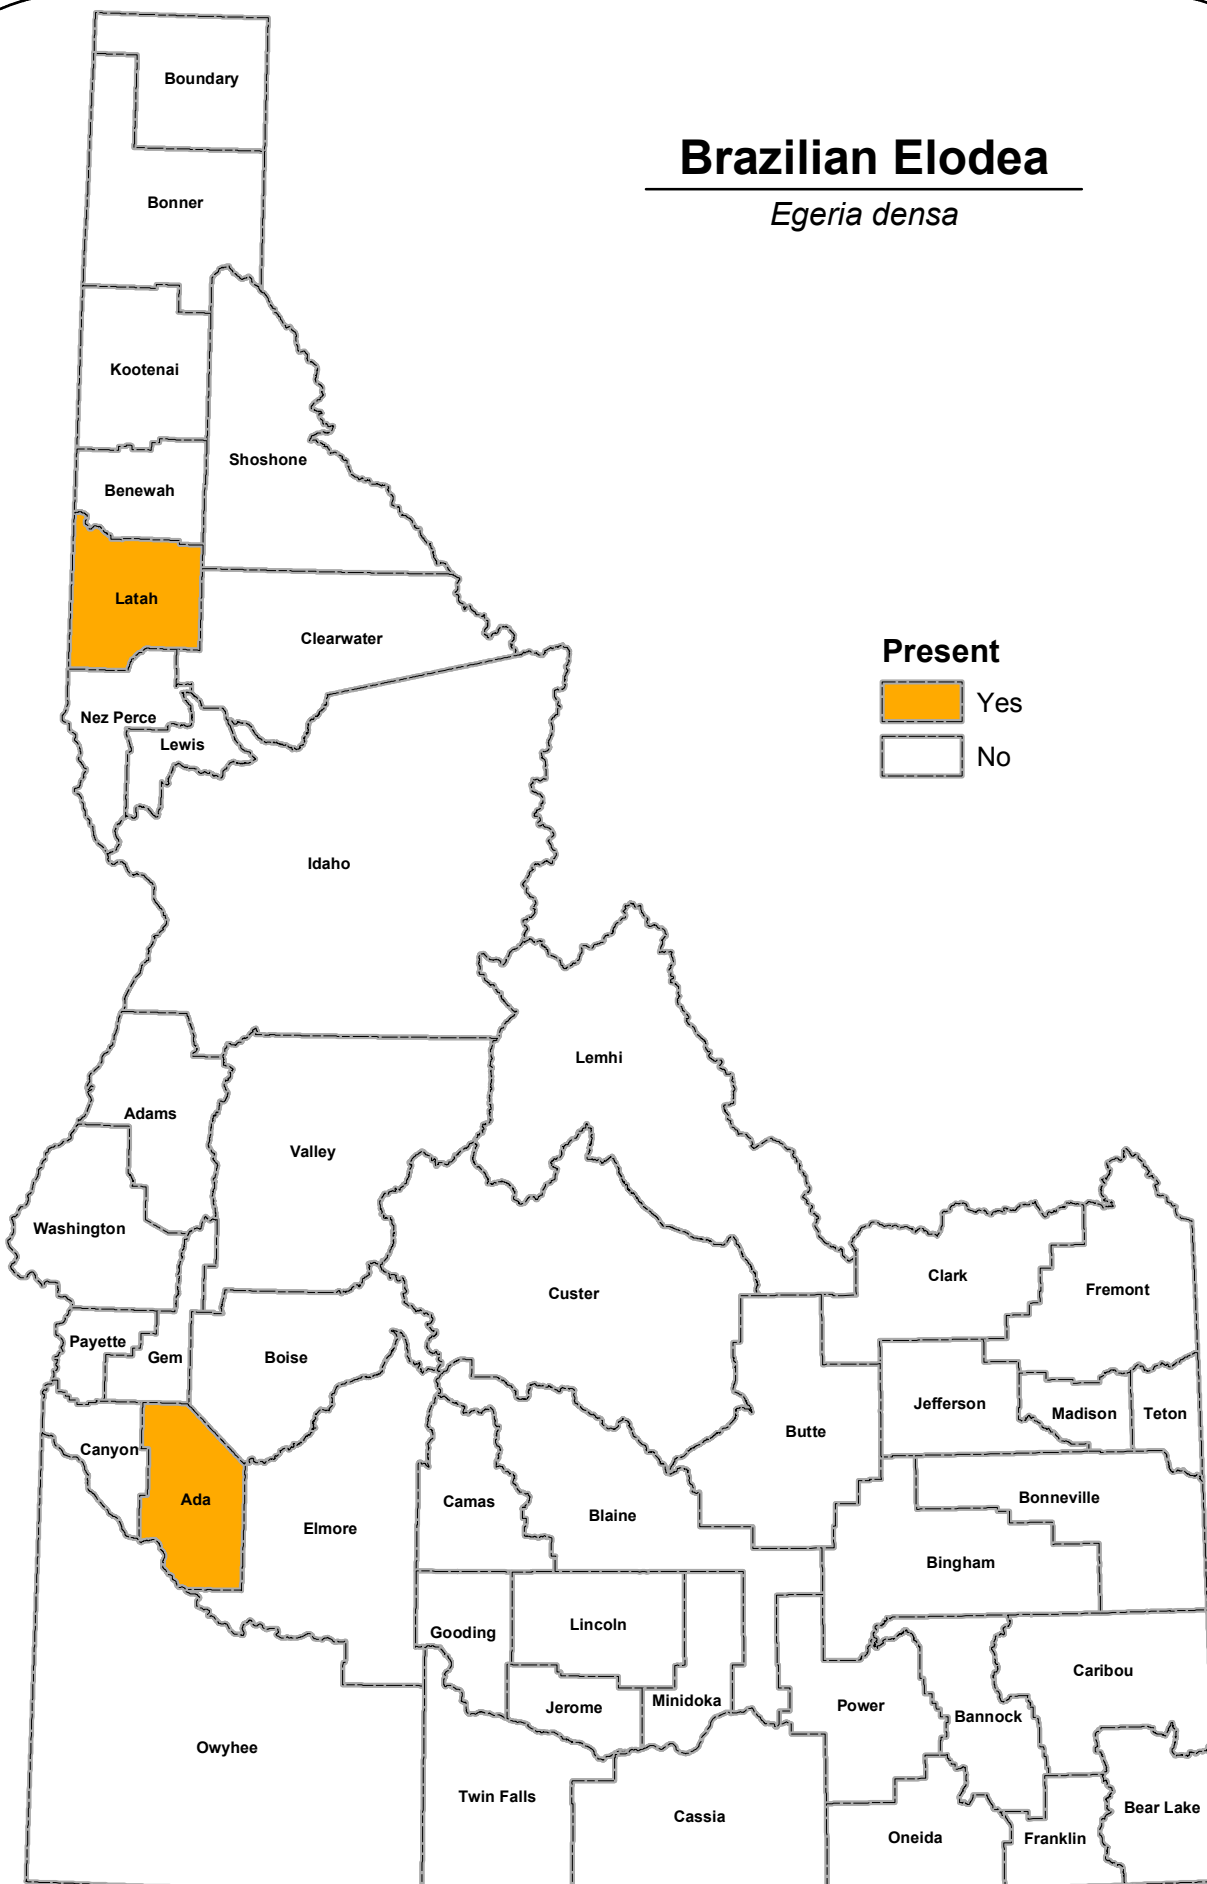 Brazilian Elodea
Egeria densa
Boundary
Bonner
Kootenai
Shoshone
Benewah
Latah
Clearwater
Present
Yes
No
Nez Perce
Lewis
Idaho
Lemhi
Adams
Valley
Washington
Clark
Fremont
Custer
Payette
Gem
Boise
Jefferson
Madison
Teton
Butte
Canyon
Ada
Elmore
Camas
Blaine
Bonneville
Bingham
Gooding
Lincoln
Caribou
Jerome
Minidoka
Power
Bannock
Owyhee
Twin Falls
Cassia
Bear Lake
Oneida
Franklin